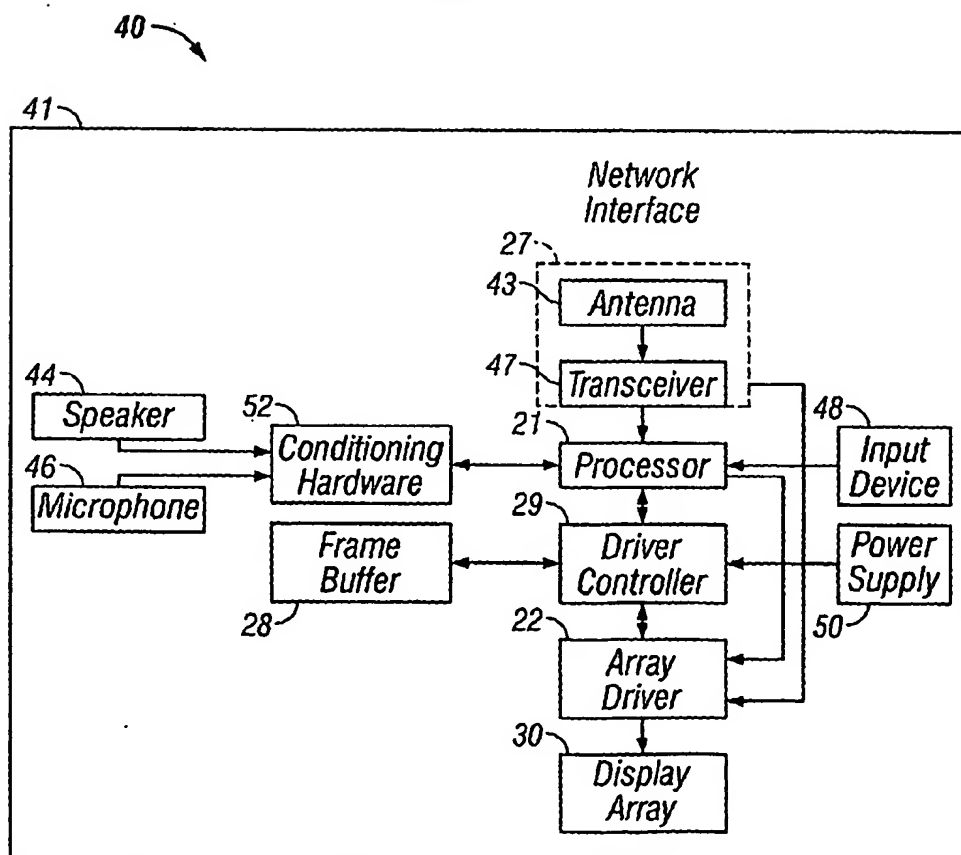 40
41
Network
Interface
27
43
Antenna
47
Transceiver
44
Speaker
52
Conditioning
Hardware
21
Processor
48
Input
Device
46
Microphone
29
Driver
Controller
Frame
Buffer
28
Power
Supply
50
22
Array
Driver
30
Display
Array